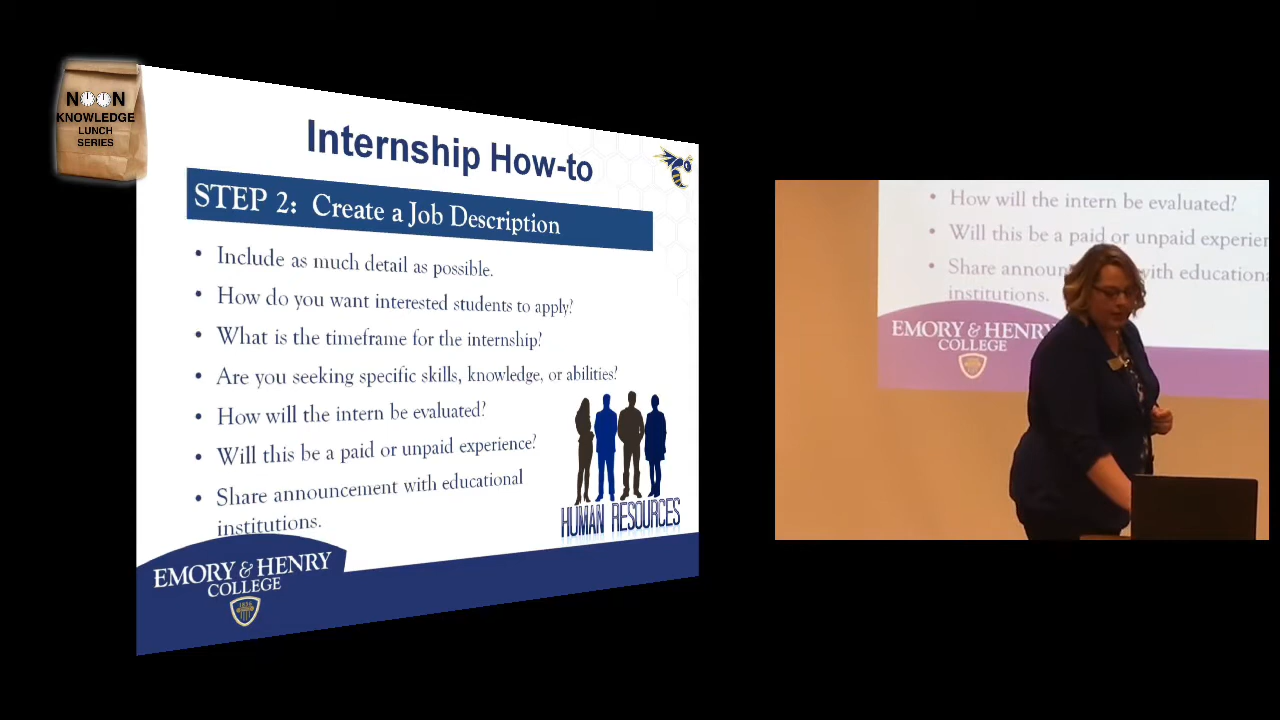 NOON
KNOWLEDGE
LUNCH
SERIES
Internship How-to
STEP 2: Create a Job Description
• Include as much detail as possible.
• How do you want interested students to apply?
• What is the timeframe for the internship?
• Are you seeking specific skills, knowledge, or abilities?
• How will the intern be evaluated?
• Will this be a paid or unpaid experience?
• Share announcement with educational
institutions.
HUMAN RESOURCES
EMORY & HENRY
COLLEGE
1836
How will the intern be evaluated?
• Will this be a paid or unpaid experien
• Share announ with educationa
institutions.
EMORY & HENRY
COLLEGE